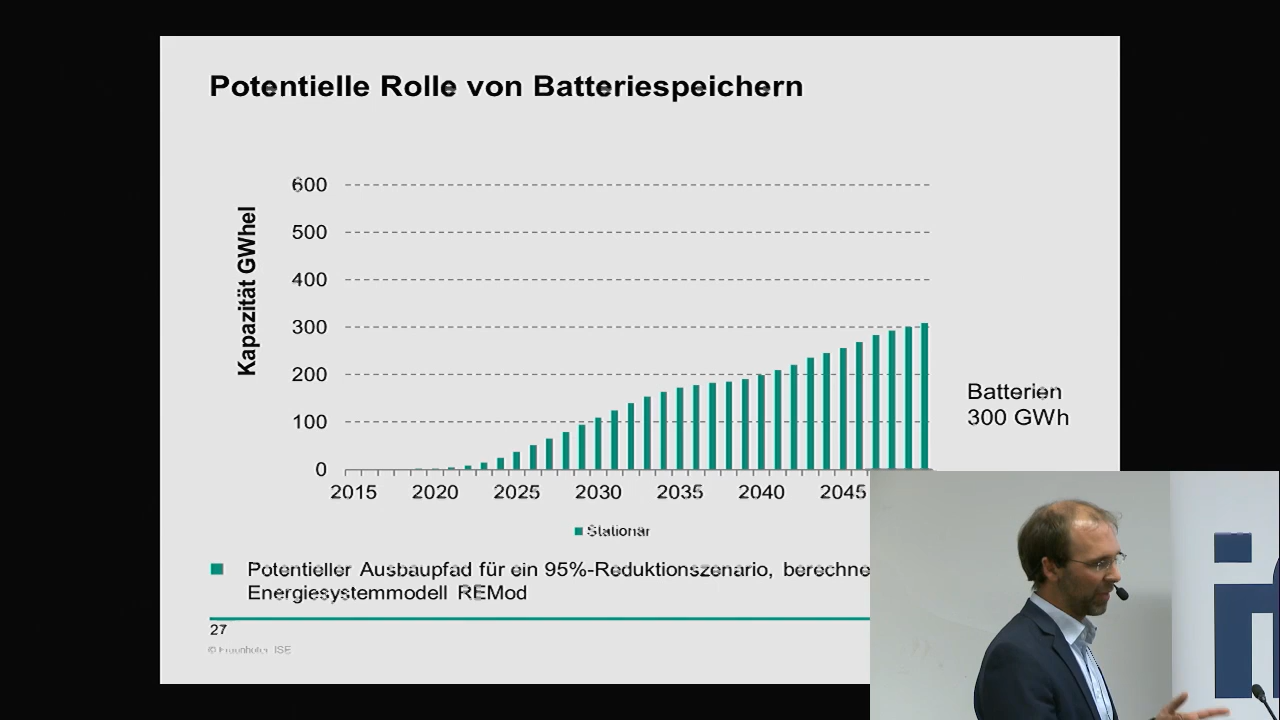 Potentielle Rolle von Batteriespeichern
Kapazität GWhel
600
500
400
300
200
100
0
2015 2020 2025 2030 2035 2040 2045
Batterien
300 GWh
Stationär
Potentieller Ausbaupfad für ein 95%-Reduktionszenario, berechne
Energiesystemmodell REMod
27
© Fraunhofer ISE